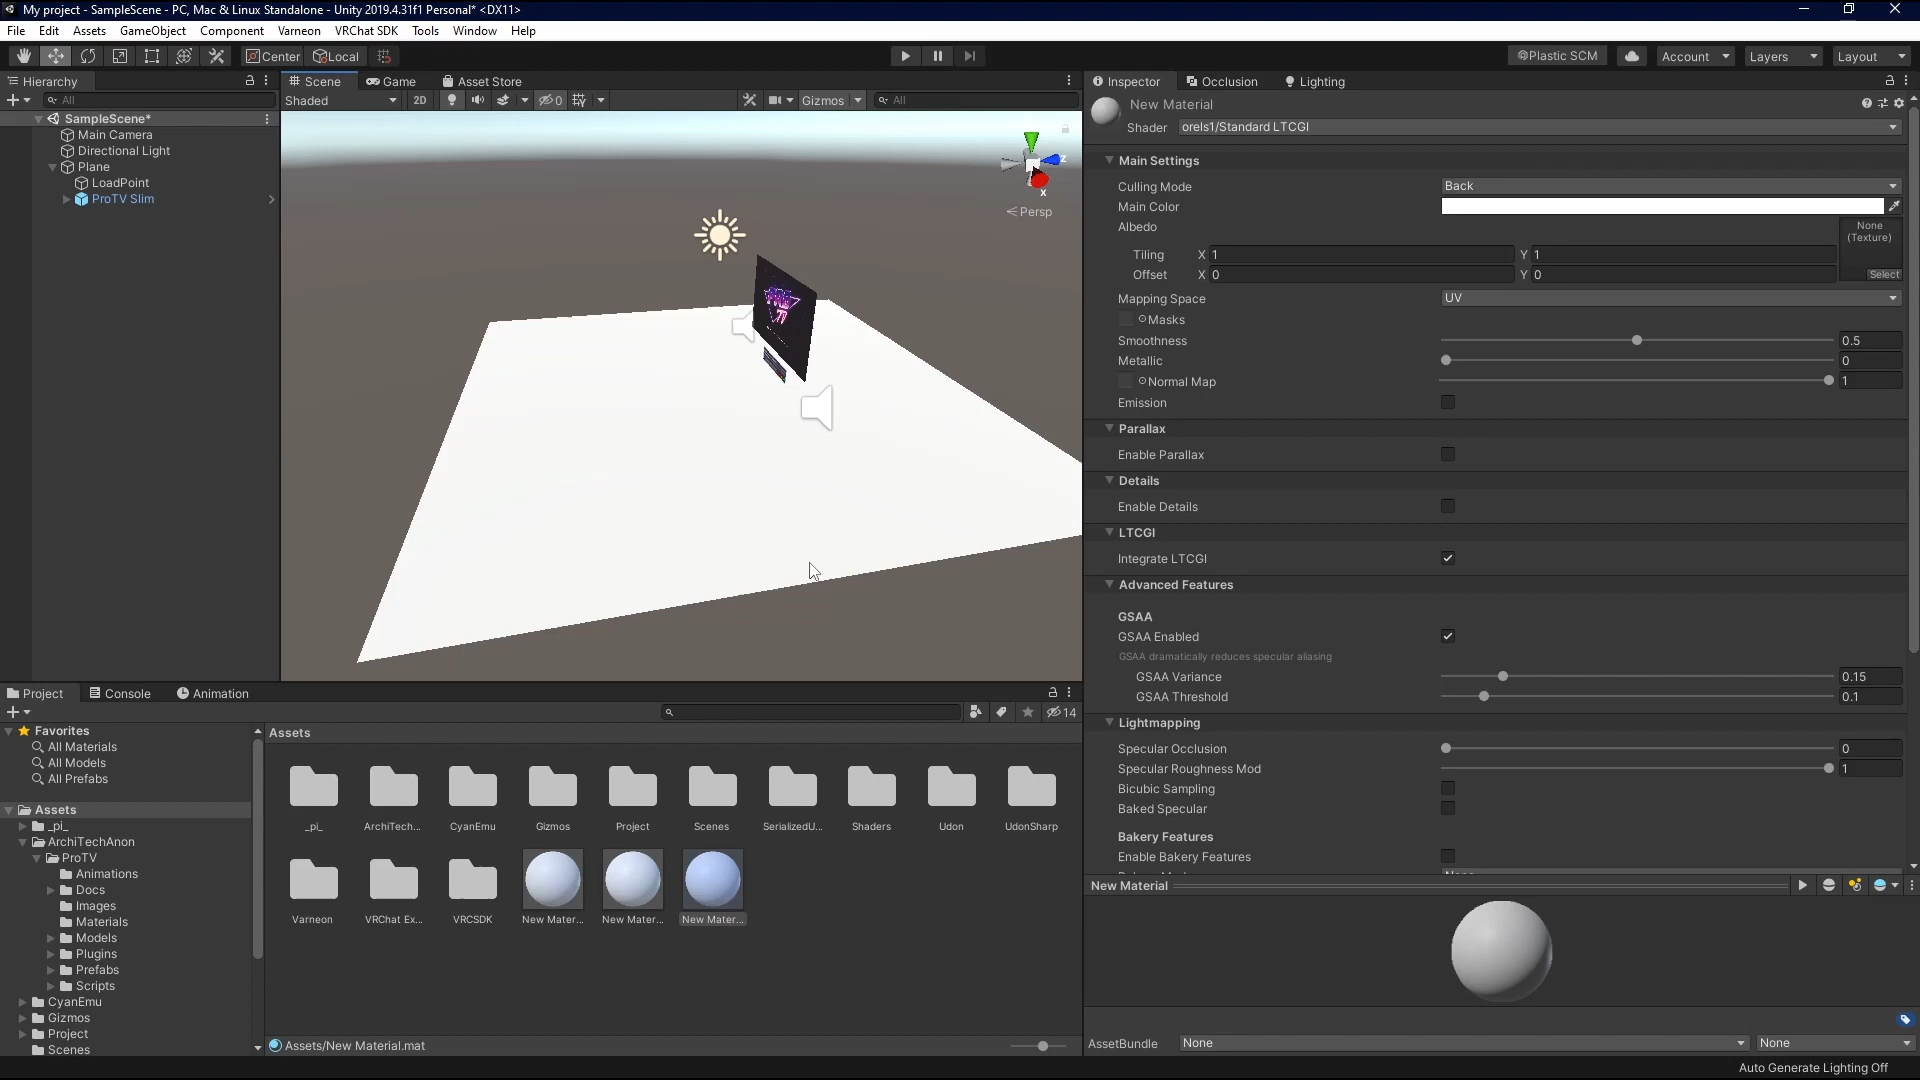 My project - SampleScene - PC, Mac & Linux Standalone - Unity 2019.4.31f1 Personal* <DX11>
File Edit Assets GameObject Component Varneon VRChat SDK Tools Window Help
Center Local Plastic SCM Account Layers Layout
Hierarchy Scene Game Asset Store Inspector Occlusion Lighting
All Shaded 2D 0 Gizmos All
New Material
Shader orels1/Standard LTCGI
SampleScene*
Main Camera
Directional Light
Plane
LoadPoint
ProTV Slim
z
x
Persp
Main Settings
Culling Mode Back
Main Color
Albedo None (Texture)
Tiling X 1 Y 1
Offset X 0 Y 0 Select
Mapping Space UV
Masks
Smoothness 0.5
Metallic 0
Normal Map 1
Emission
Parallax
Enable Parallax
Details
Enable Details
LTCGI
Integrate LTCGI
Advanced Features
GSAA
GSAA Enabled
GSAA dramatically reduces specular aliasing
GSAA Variance 0.15
GSAA Threshold 0.1
Lightmapping
Specular Occlusion 0
Specular Roughness Mod 1
Bicubic Sampling
Baked Specular
Bakery Features
Enable Bakery Features
Project Console Animation
14
Favorites
All Materials
All Models
All Prefabs
Assets
_pi_
ArchiTechAnon
ProTV
Animations
Docs
Images
Materials
Models
Plugins
Prefabs
Scripts
CyanEmu
Gizmos
Project
Scenes
Assets
_pi_ ArchiTech... CyanEmu Gizmos Project Scenes SerializedU... Shaders Udon UdonSharp
Varneon VRChat Ex... VRCSDK New Mater... New Mater... New Mater...
Assets/New Material.mat
New Material
AssetBundle None None
Auto Generate Lighting Off